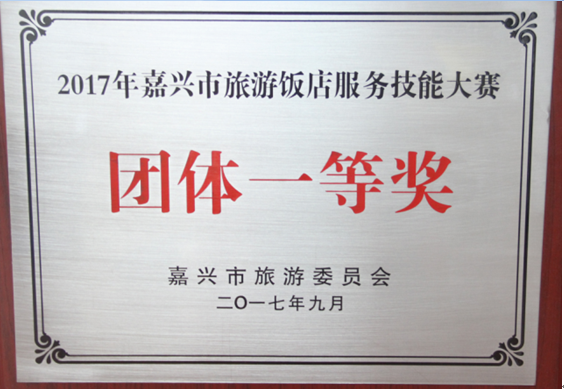 2017年嘉兴市旅游饭店服务技能大赛
团体一等奖
嘉兴市旅游委员会
二〇一七年九月